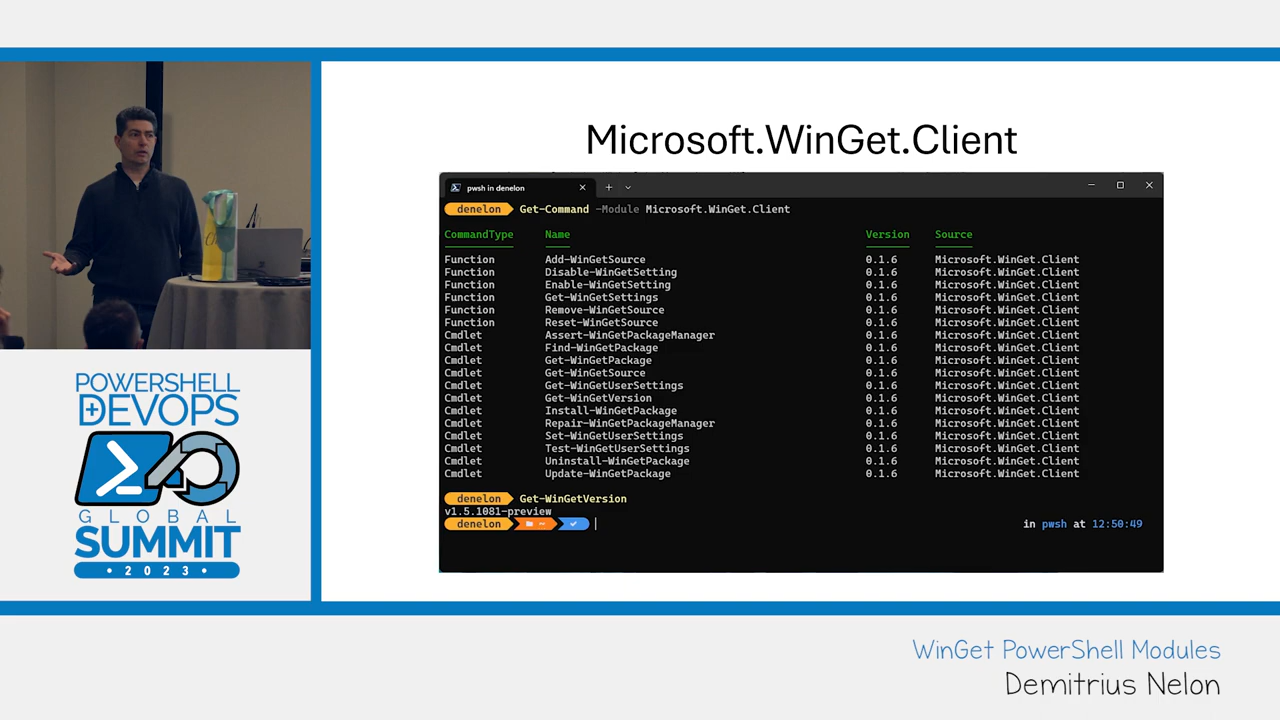 Microsoft.WinGet.Client
pwsh in denelon
denelon Get-Command -Module Microsoft.WinGet.Client
CommandType Name Version Source
Function Add-WinGetSource 0.1.6 Microsoft.WinGet.Client
Function Disable-WinGetSetting 0.1.6 Microsoft.WinGet.Client
Function Enable-WinGetSetting 0.1.6 Microsoft.WinGet.Client
Function Get-WinGetSettings 0.1.6 Microsoft.WinGet.Client
Function Remove-WinGetSource 0.1.6 Microsoft.WinGet.Client
Function Reset-WinGetSource 0.1.6 Microsoft.WinGet.Client
Cmdlet Assert-WinGetPackageManager 0.1.6 Microsoft.WinGet.Client
Cmdlet Find-WinGetPackage 0.1.6 Microsoft.WinGet.Client
Cmdlet Get-WinGetPackage 0.1.6 Microsoft.WinGet.Client
Cmdlet Get-WinGetSource 0.1.6 Microsoft.WinGet.Client
Cmdlet Get-WinGetUserSettings 0.1.6 Microsoft.WinGet.Client
Cmdlet Get-WinGetVersion 0.1.6 Microsoft.WinGet.Client
Cmdlet Install-WinGetPackage 0.1.6 Microsoft.WinGet.Client
Cmdlet Repair-WinGetPackageManager 0.1.6 Microsoft.WinGet.Client
Cmdlet Set-WinGetUserSettings 0.1.6 Microsoft.WinGet.Client
Cmdlet Test-WinGetUserSettings 0.1.6 Microsoft.WinGet.Client
Cmdlet Uninstall-WinGetPackage 0.1.6 Microsoft.WinGet.Client
Cmdlet Update-WinGetPackage 0.1.6 Microsoft.WinGet.Client
denelon Get-WinGetVersion
v1.5.1081-preview
denelon ~ in pwsh at 12:50:49
POWERSHELL
+DEVOPS
GLOBAL
SUMMIT
• 2023 •
WinGet PowerShell Modules
Demitrius Nelon